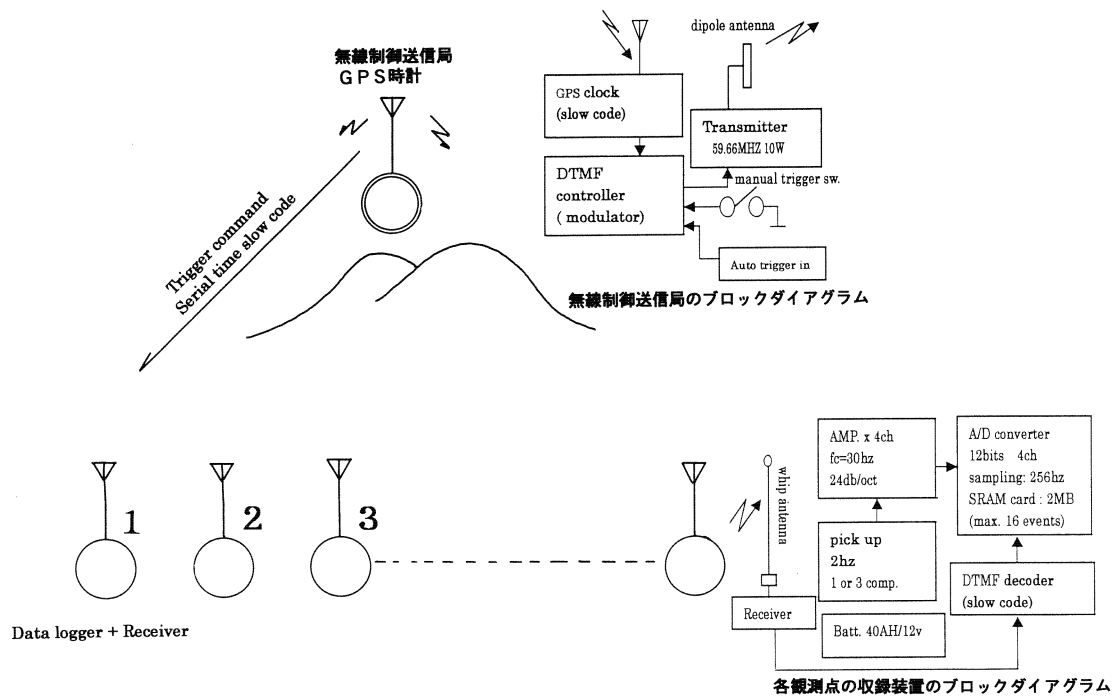 無線制御送信局
ＧＰＳ時計
Trigger command
Serial time slow code
GPS clock
(slow code)
DTMF
controller
( modulator)
dipole antenna
Transmitter
59.66MHZ 10W
manual trigger sw.
Auto trigger in
無線制御送信局のブロックダイアグラム
1
2
3
Data logger + Receiver
whip antenna
Receiver
AMP. x 4ch
fc=30hz
24db/oct
pick up
2hz
1 or 3 comp.
Batt. 40AH/12v
A/D converter
12bits 4ch
sampling: 256hz
SRAM card : 2MB
(max. 16 events)
DTMF decoder
(slow code)
各観測点の収録装置のブロックダイアグラム